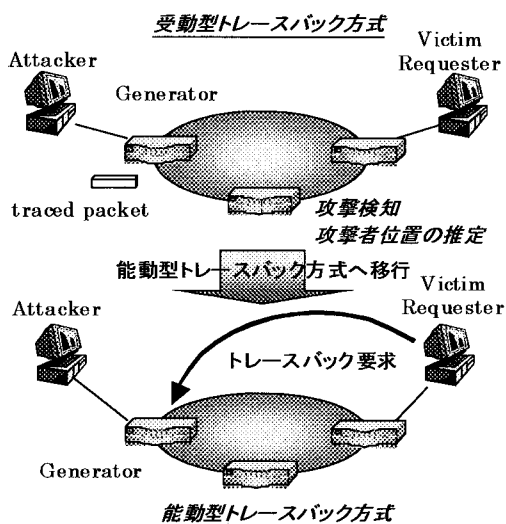 受動型トレースバック方式
Attacker
Victim
Requester
Generator
traced packet
攻撃検知
攻撃者位置の推定
能動型トレースバック方式へ移行
Attacker
Victim
Requester
トレースバック要求
Generator
能動型トレースバック方式